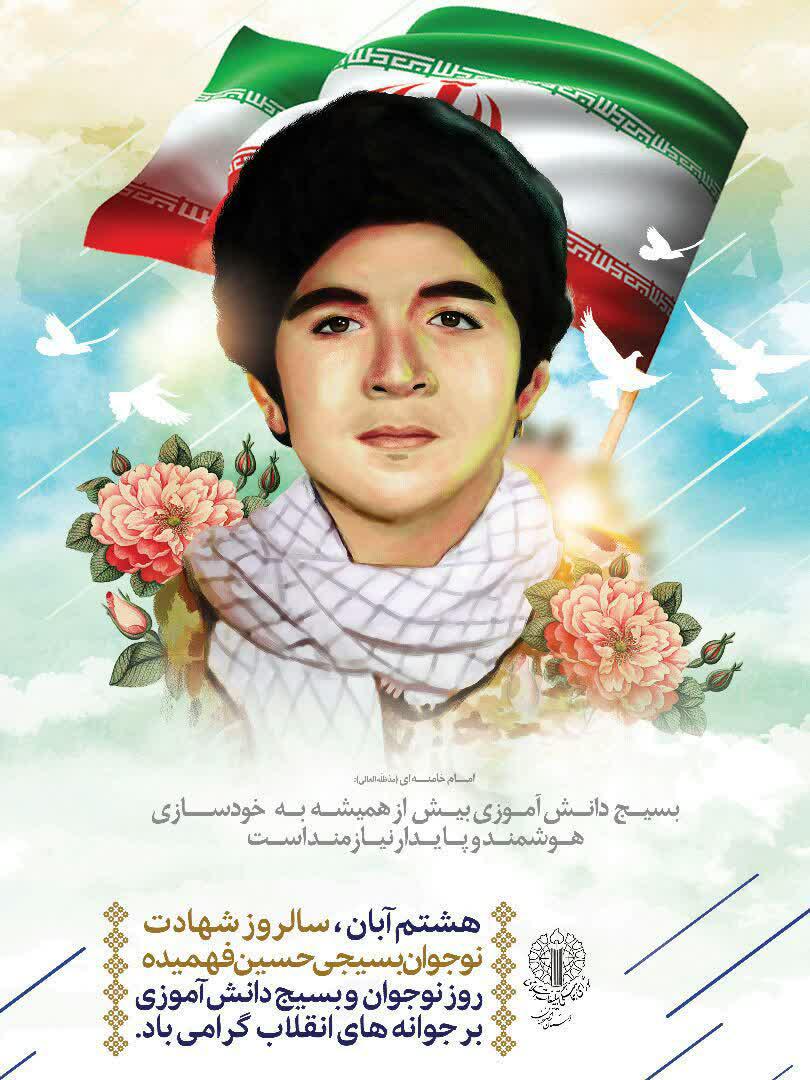 امام خامنه ای (مدظله العالی):
بسیج دانش آموزی بیش از همیشه به خودسازی
هوشمند و پایدار نیازمند است
هشتم آبان ، سالروز شهادت
نوجوان بسیجی حسین فهمیده
روز نوجوان و بسیج دانش آموزی
بر جوانه های انقلاب گرامی باد.